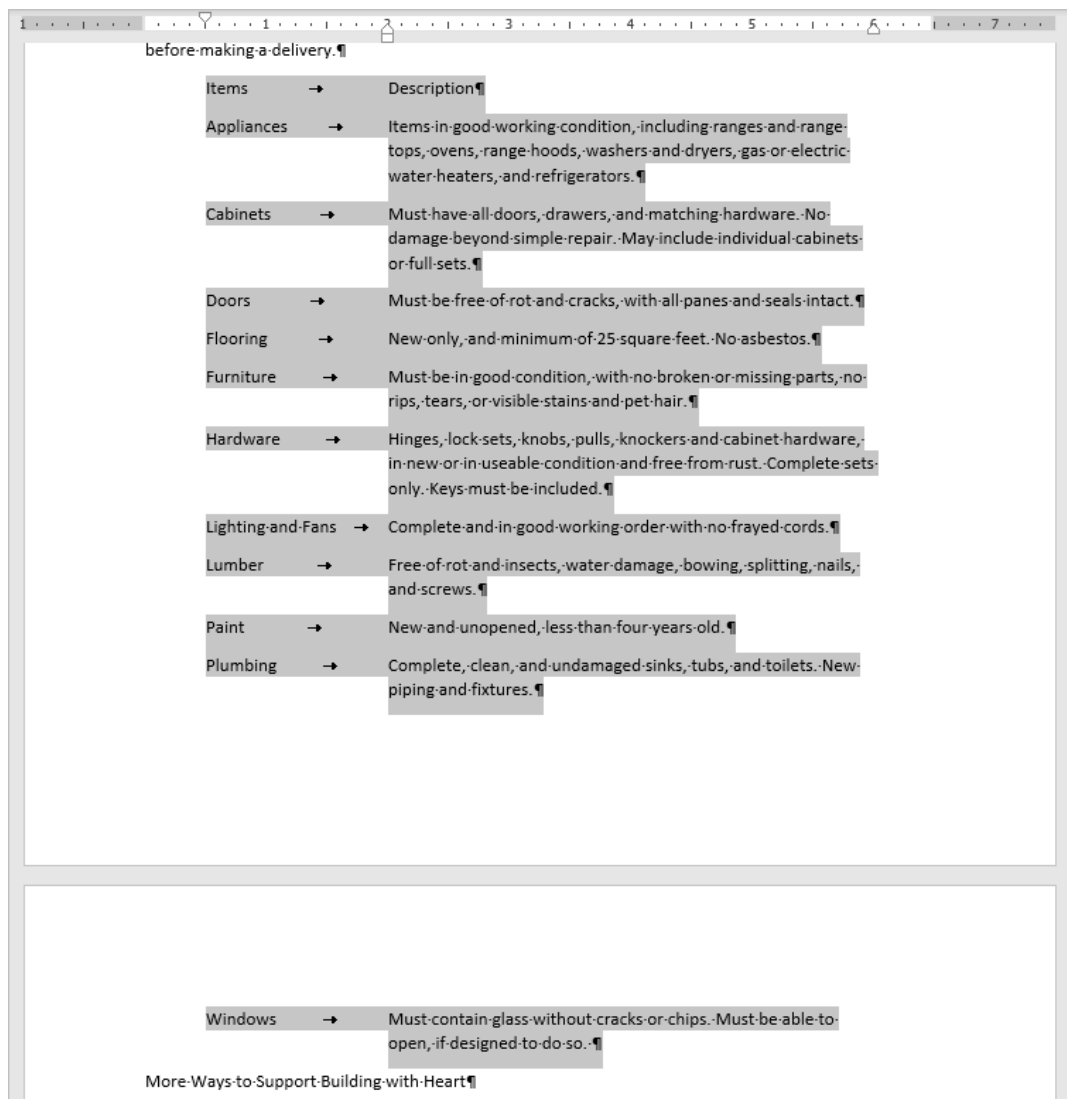 1 1 2 3 4 5 6 7
before·making·a·delivery.¶
Items → Description¶
Appliances → Items·in·good·working·condition,·including·ranges·and·range·
tops,·ovens,·range·hoods,·washers·and·dryers,·gas·or·electric·
water·heaters,·and·refrigerators.¶
Cabinets → Must·have·all·doors,·drawers,·and·matching·hardware.·No·
damage·beyond·simple·repair.·May·include·individual·cabinets·
or·full·sets.¶
Doors → Must·be·free·of·rot·and·cracks,·with·all·panes·and·seals·intact.¶
Flooring → New·only,·and·minimum·of·25·square·feet.·No·asbestos.¶
Furniture → Must·be·in·good·condition,·with·no·broken·or·missing·parts,·no·
rips,·tears,·or·visible·stains·and·pet·hair.¶
Hardware → Hinges,·lock·sets,·knobs,·pulls,·knockers·and·cabinet·hardware,·
in·new·or·in·useable·condition·and·free·from·rust.·Complete·sets·
only.·Keys·must·be·included.¶
Lighting·and·Fans → Complete·and·in·good·working·order·with·no·frayed·cords.¶
Lumber → Free·of·rot·and·insects,·water·damage,·bowing,·splitting,·nails,·
and·screws.¶
Paint → New·and·unopened,·less·than·four·years·old.¶
Plumbing → Complete,·clean,·and·undamaged·sinks,·tubs,·and·toilets.·New·
piping·and·fixtures.¶
Windows → Must·contain·glass·without·cracks·or·chips.·Must·be·able·to·
open,·if·designed·to·do·so.·¶
More·Ways·to·Support·Building·with·Heart¶